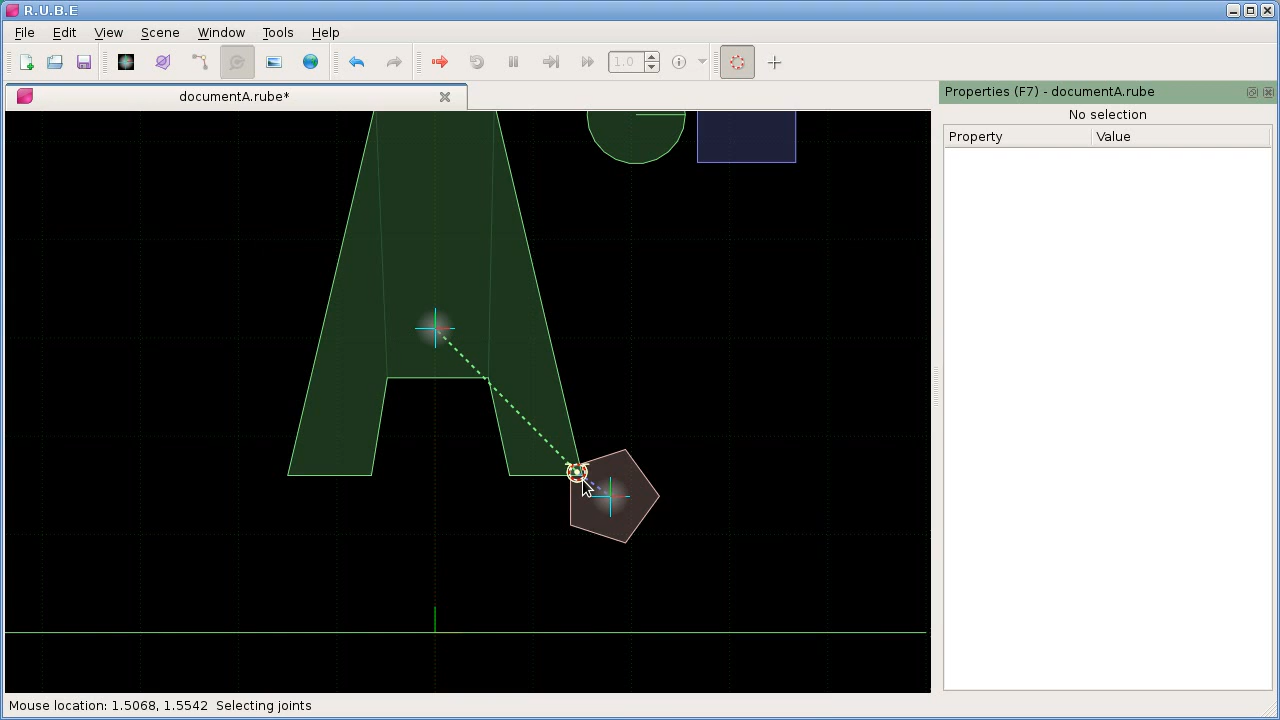 R.U.B.E
File Edit View Scene Window Tools Help
1.0
documentA.rube*
Properties (F7) - documentA.rube
No selection
Property Value
Mouse location: 1.5068, 1.5542 Selecting joints